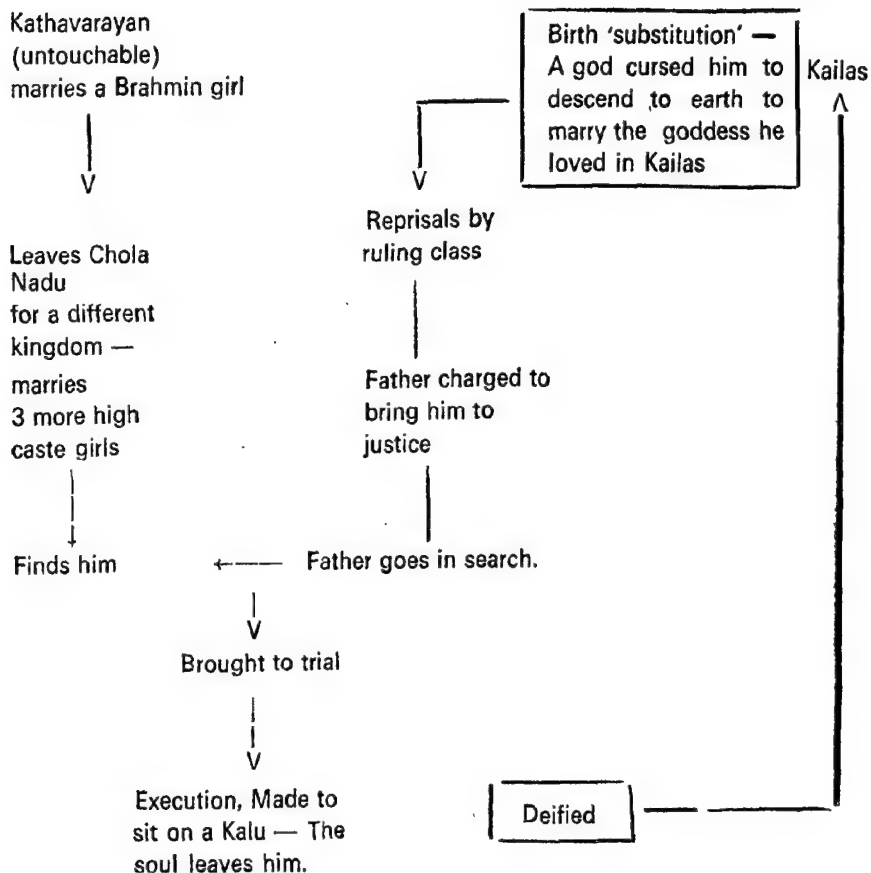 Kathavarayan
(untouchable)
marries a Brahmin girl
Birth ‘substitution’ —
A god cursed him to
descend to earth to
marry the goddess he
loved in Kailas
Kailas
Leaves Chola
Nadu
for a different
kingdom —
marries
3 more high
caste girls
Reprisals by
ruling class
Father charged to
bring him to
justice
Finds him
Father goes in search.
Brought to trial
Execution, Made to
sit on a Kalu — The
soul leaves him.
Deified